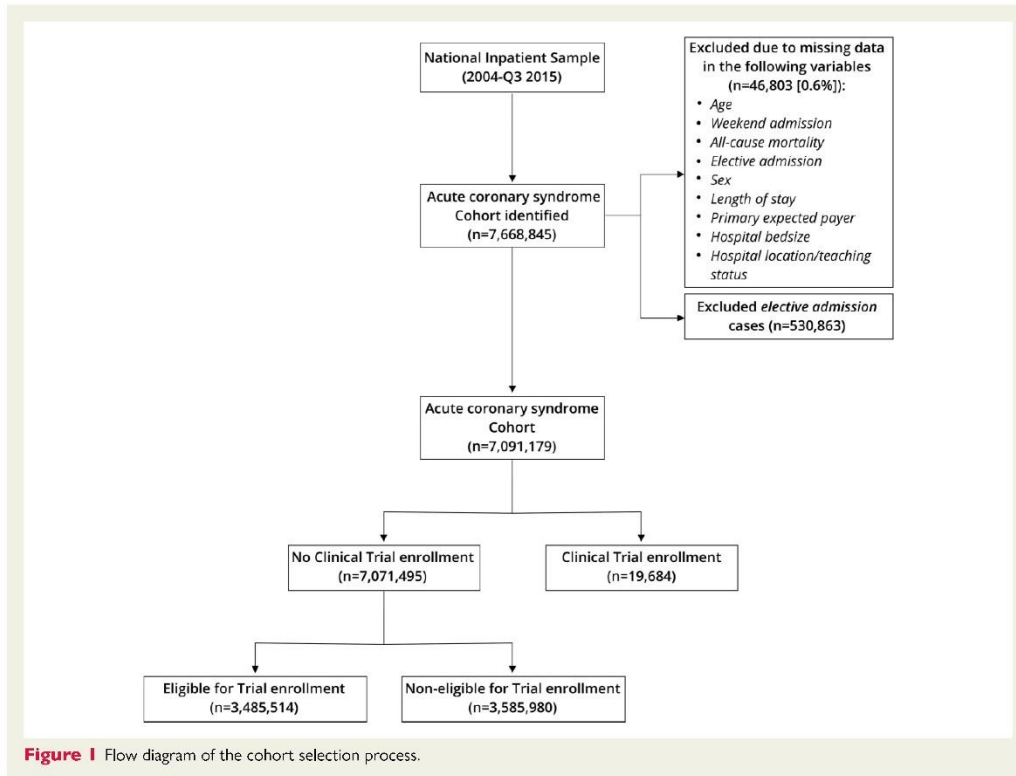 National Inpatient Sample
(2004-Q3 2015)
Excluded due to missing data
in the following variables
(n=46,803 [0.6%]):
• Age
• Weekend admission
• All-cause mortality
• Elective admission
• Sex
• Length of stay
• Primary expected payer
• Hospital bedsize
• Hospital location/teaching
status
Acute coronary syndrome
Cohort identified
(n=7,668,845)
Excluded elective admission
cases (n=530,863)
Acute coronary syndrome
Cohort
(n=7,091,179)
No Clinical Trial enrollment
(n=7,071,495)
Clinical Trial enrollment
(n=19,684)
Eligible for Trial enrollment
(n=3,485,514)
Non-eligible for Trial enrollment
(n=3,585,980)
Figure 1 Flow diagram of the cohort selection process.